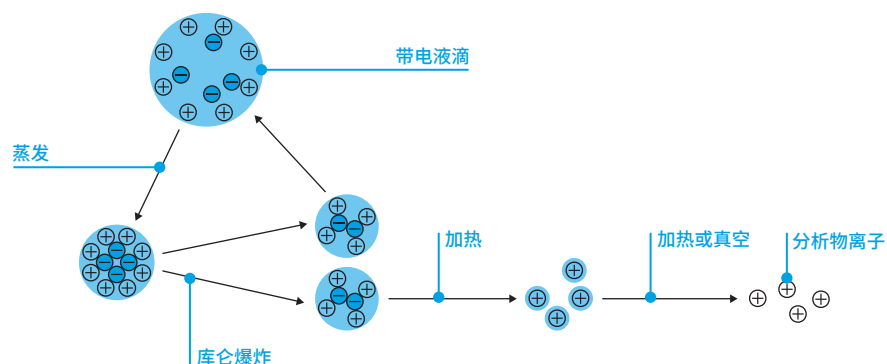 带电液滴
蒸发
加热
加热或真空
分析物离子
库仑爆炸